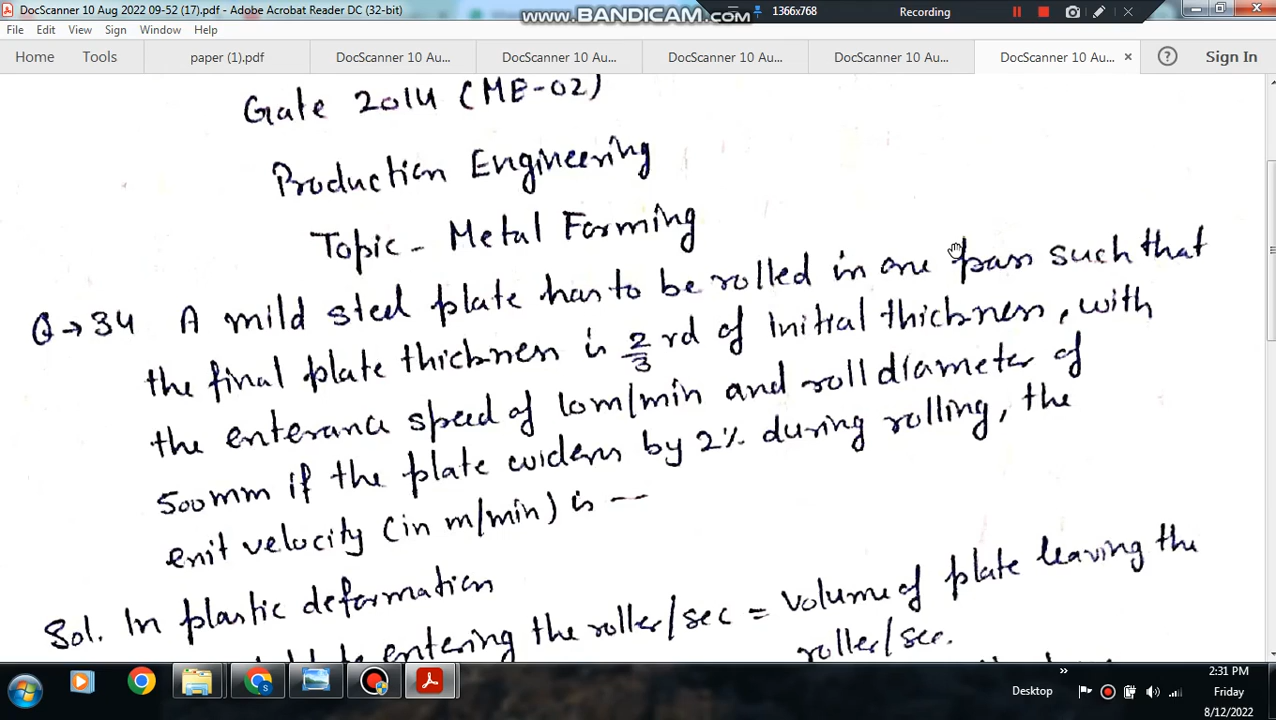 DocScanner 10 Aug 2022 09-52 (17).pdf - Adobe Acrobat Reader DC (32-bit)
www.BANDICAM.com
1366x768
Recording
File Edit View Sign Window Help
Home Tools paper (1).pdf DocScanner 10 Au... DocScanner 10 Au... DocScanner 10 Au... DocScanner 10 Au... DocScanner 10 Au... × Sign In
Gate 2014 (ME-02)
Production Engineering
Topic - Metal Forming
Q→34 A mild steel plate has to be rolled in one pass such that
the final plate thickness is 2/3 rd of initial thickness, with
the enterance speed of 10m/min and roll diameter of
500mm if the plate widens by 2% during rolling, the
exit velocity (in m/min) is --
Sol. In plastic deformation
entering the roller/sec = volume of plate leaving the
roller/sec.
Desktop
»
2:31 PM
Friday
8/12/2022